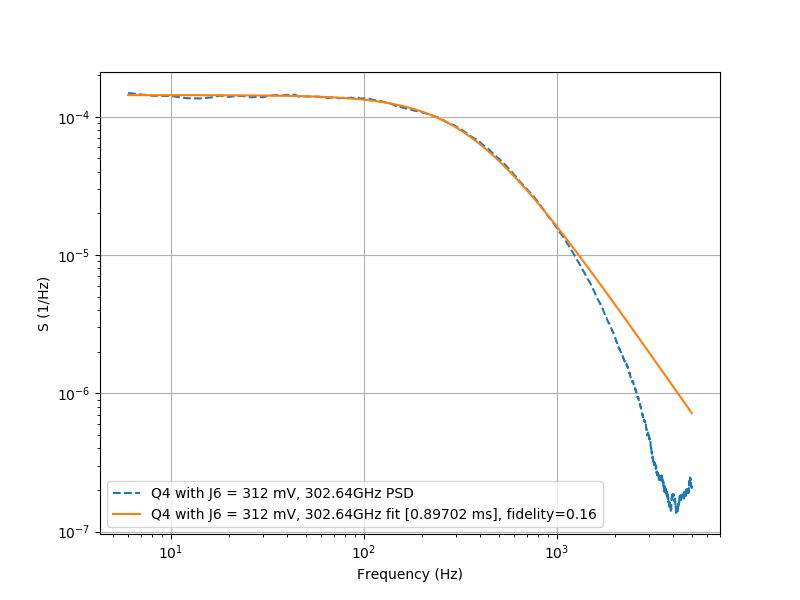 10⁻⁴
10⁻⁵
10⁻⁶
10⁻⁷
S (1/Hz)
Q4 with J6 = 312 mV, 302.64GHz PSD
Q4 with J6 = 312 mV, 302.64GHz fit [0.89702 ms], fidelity=0.16
10¹ 10² 10³
Frequency (Hz)